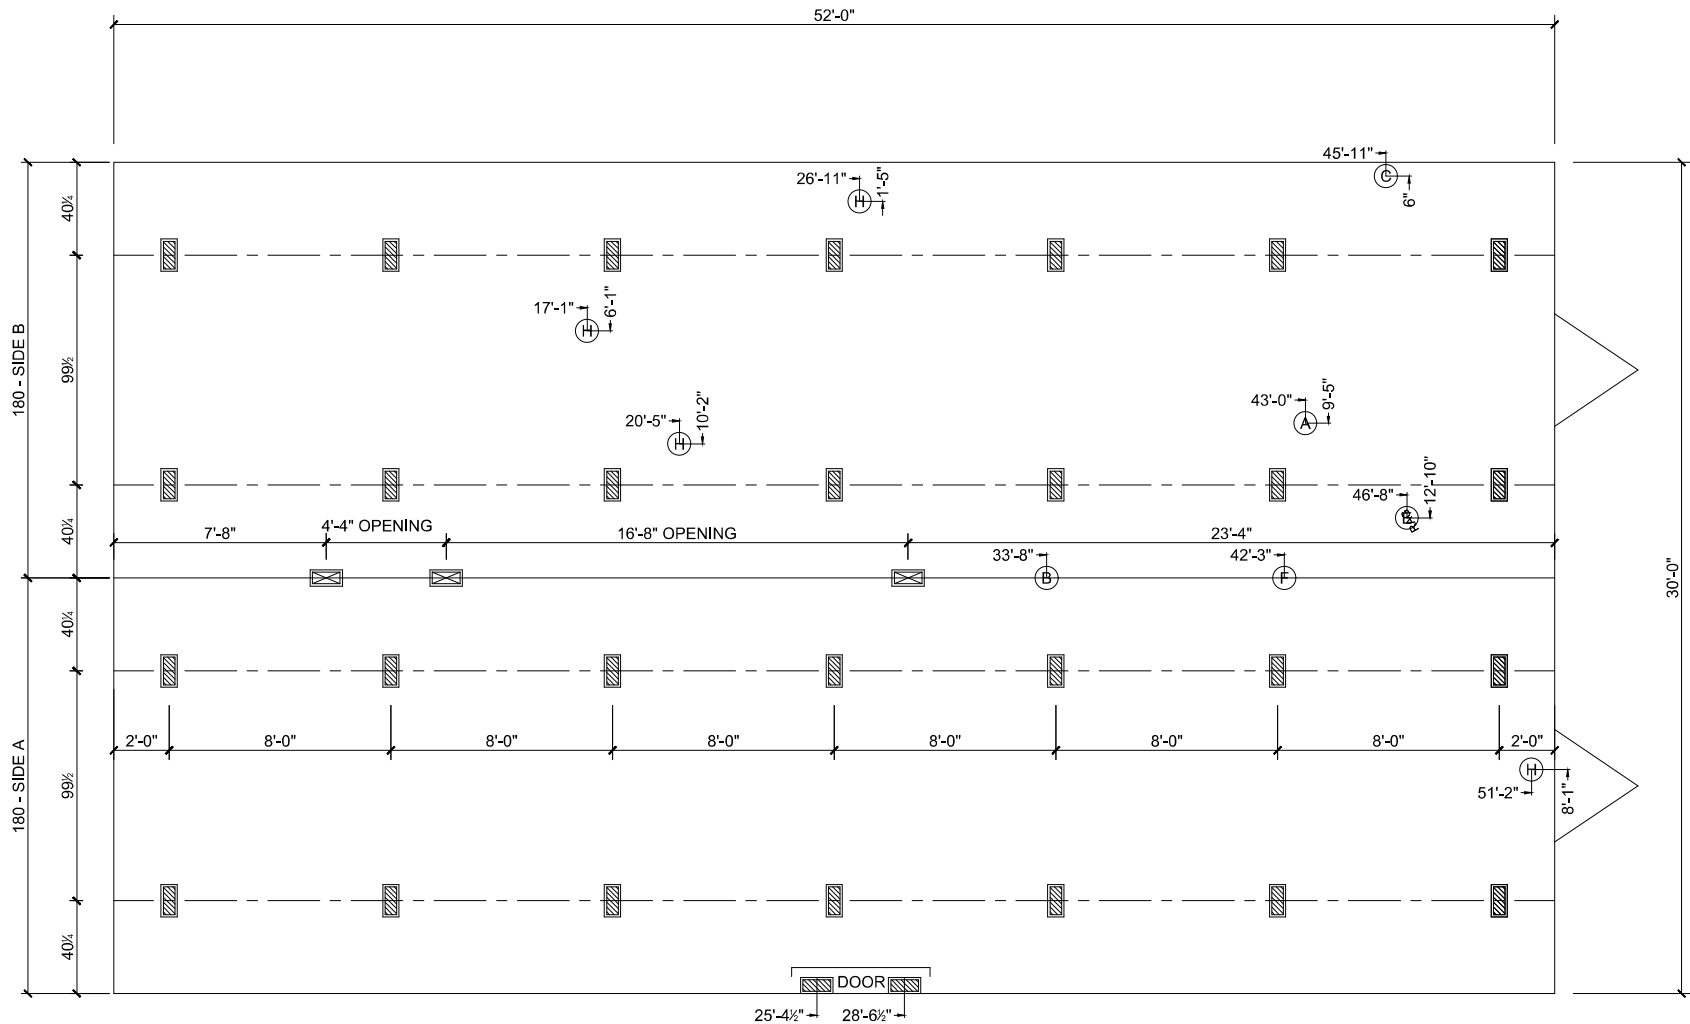 52'-0"
45'-11"
C
6"
26'-11"
H
1'-5"
40¼
17'-1"
H
6'-1"
180 - SIDE B
99½
43'-0"
A
9'-5"
20'-5"
H
10'-2"
46'-8"
12'-10"
40¼
7'-8"
4'-4" OPENING
16'-8" OPENING
23'-4"
33'-8"
B
42'-3"
F
30'-0"
40¼
2'-0"
8'-0"
8'-0"
8'-0"
8'-0"
8'-0"
8'-0"
2'-0"
180 - SIDE A
99½
H
51'-2"
8'-1"
40¼
DOOR
25'-4½"
28'-6½"